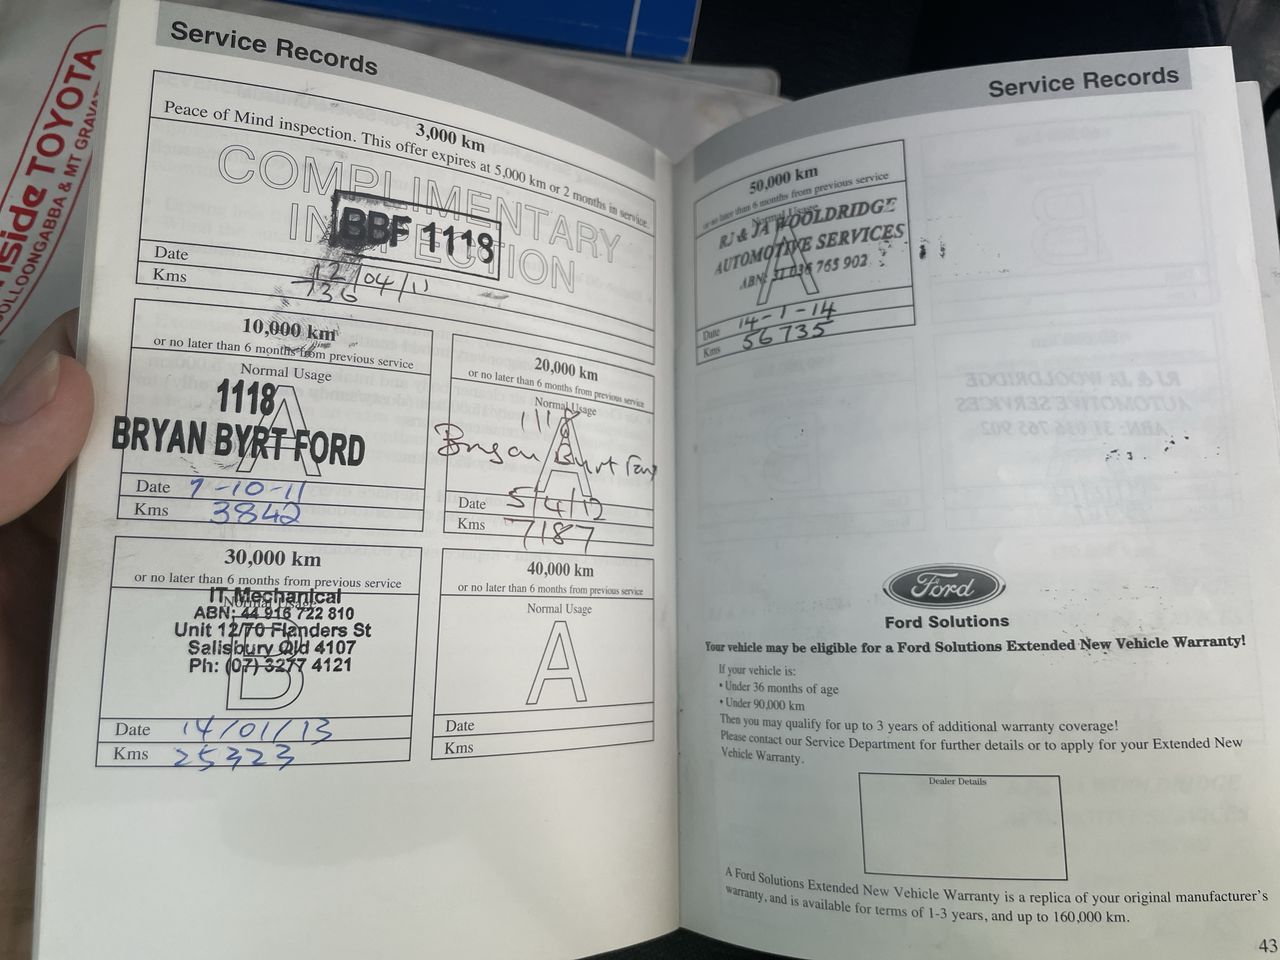 nside TOYOTA
OLLOONGABBA & MT GRAVAT
Service Records
3,000 km
Peace of Mind inspection. This offer expires at 5,000 km or 2 months in service.
COMPLIMENTARY
INSPECTION
BBF 1118
Date 12/04/11
Kms 736
10,000 km
or no later than 6 months from previous service
Normal Usage
A
1118
BRYAN BYRT FORD
Date 7-10-11
Kms 3842
20,000 km
or no later than 6 months from previous service
Normal Usage
A
1118
Bryan Byrt Ford
Date 5/4/12
Kms 7187
30,000 km
or no later than 6 months from previous service
Normal Usage
B
IT Mechanical
ABN: 44 916 722 810
Unit 12/70 Flanders St
Salisbury Qld 4107
Ph: (07) 3277 4121
Date 14/01/13
Kms 25323
40,000 km
or no later than 6 months from previous service
Normal Usage
A
Date
Kms
Service Records
50,000 km
or no later than 6 months from previous service
Normal Usage
A
RJ & JA WOOLDRIDGE
AUTOMOTIVE SERVICES
ABN: 31 036 765 902
Date 14-1-14
Kms 56735
Ford
Ford Solutions
Your vehicle may be eligible for a Ford Solutions Extended New Vehicle Warranty!
If your vehicle is:
• Under 36 months of age
• Under 90,000 km
Then you may qualify for up to 3 years of additional warranty coverage!
Please contact our Service Department for further details or to apply for your Extended New
Vehicle Warranty.
Dealer Details
A Ford Solutions Extended New Vehicle Warranty is a replica of your original manufacturer's
warranty, and is available for terms of 1-3 years, and up to 160,000 km.
43